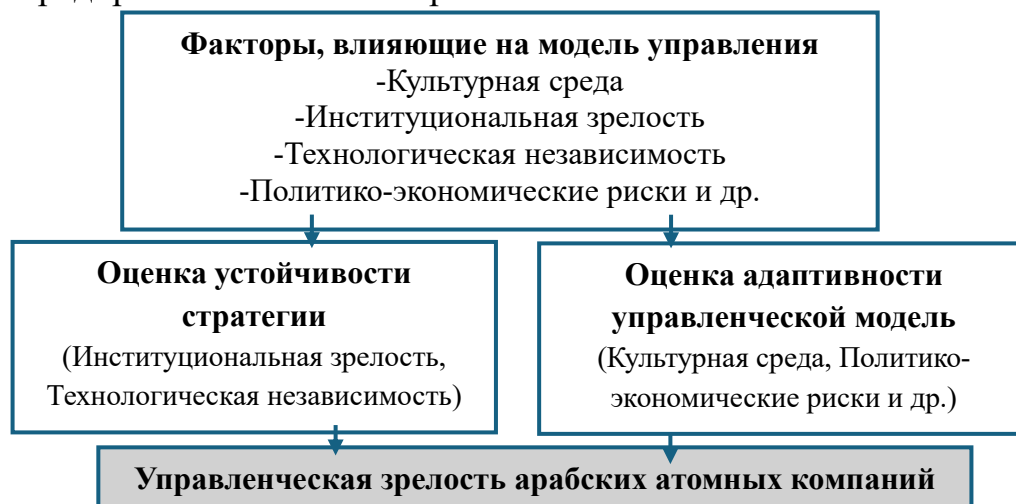 Факторы, влияющие на модель управления
-Культурная среда
-Институциональная зрелость
-Технологическая независимость
-Политико-экономические риски и др.
Оценка устойчивости
стратегии
(Институциональная зрелость,
Технологическая независимость)
Оценка адаптивности
управленческой модель
(Культурная среда, Политико-
экономические риски и др.)
Управленческая зрелость арабских атомных компаний